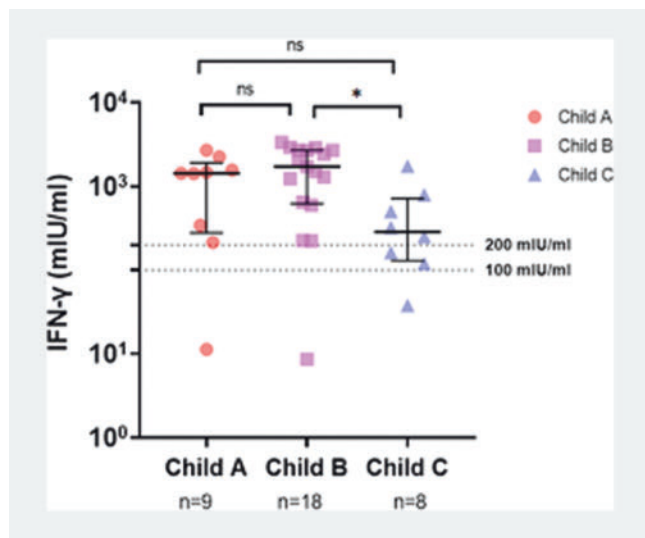 ns
ns
*
10⁴
10³
10¹
10⁰
IFN-γ (mIU/ml)
Child A
Child B
Child C
200 mIU/ml
100 mIU/ml
Child A Child B Child C
n=9 n=18 n=8